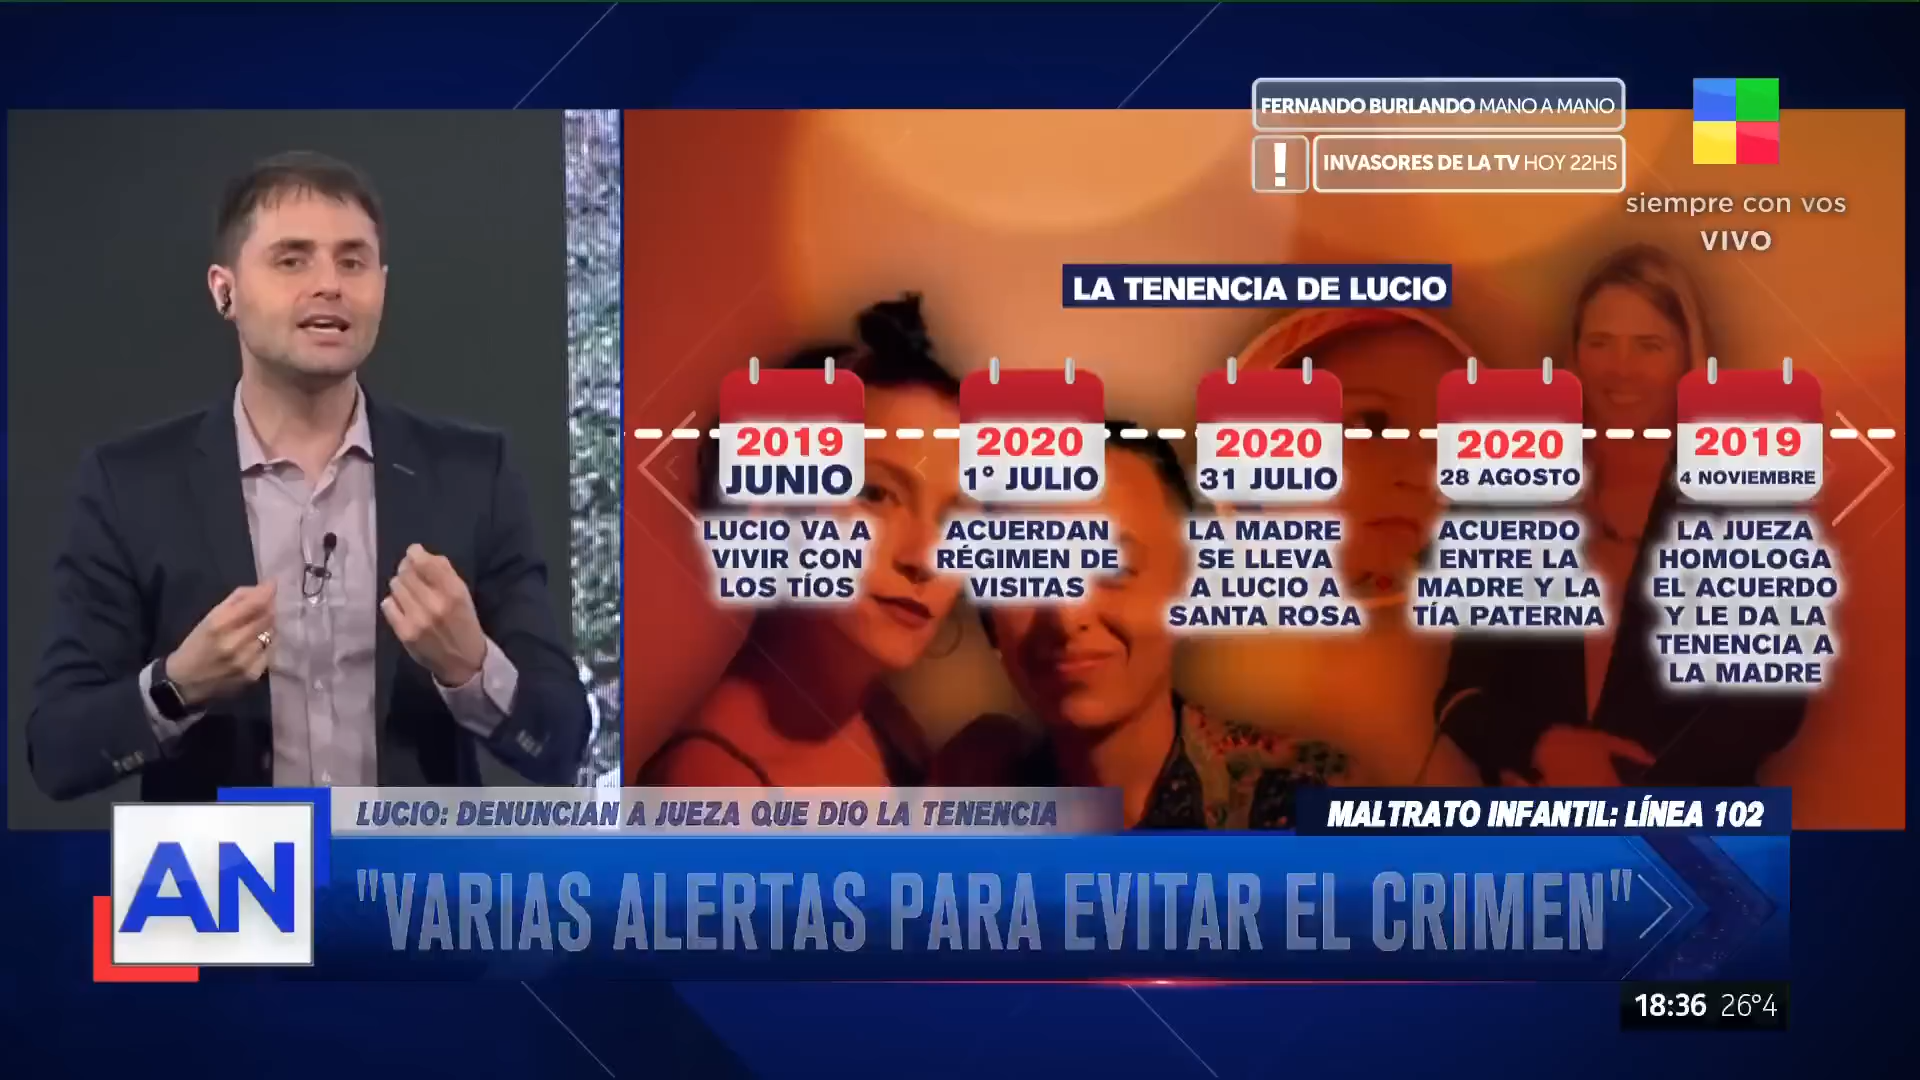 FERNANDO BURLANDO MANO A MANO
! INVASORES DE LA TV HOY 22HS
siempre con vos
VIVO
LA TENENCIA DE LUCIO
2019
JUNIO
LUCIO VA A
VIVIR CON
LOS TÍOS
2020
1° JULIO
ACUERDAN
RÉGIMEN DE
VISITAS
2020
31 JULIO
LA MADRE
SE LLEVA
A LUCIO A
SANTA ROSA
2020
28 AGOSTO
ACUERDO
ENTRE LA
MADRE Y LA
TÍA PATERNA
2019
4 NOVIEMBRE
LA JUEZA
HOMOLOGA
EL ACUERDO
Y LE DA LA
TENENCIA A
LA MADRE
LUCIO: DENUNCIAN A JUEZA QUE DIO LA TENENCIA
MALTRATO INFANTIL: LÍNEA 102
AN
"VARIAS ALERTAS PARA EVITAR EL CRIMEN"
18:36 26°4